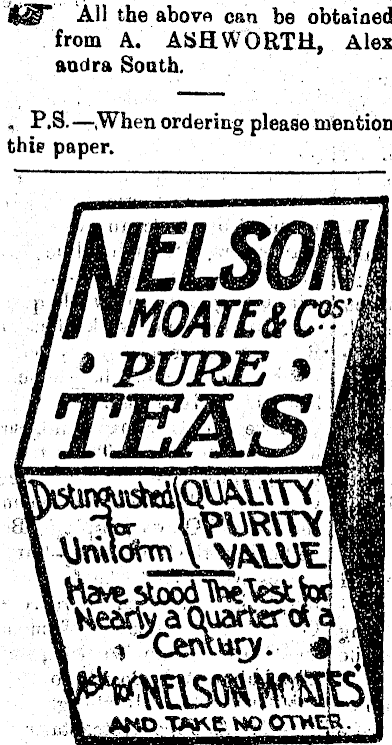 All the above can be obtained
from A. ASHWORTH, Alex
andra South.
P.S.—When ordering please mention
this paper.
NELSON
MOATE & Cos'
PURE
TEAS
Distinguished QUALITY
for PURITY
Uniform VALUE
Have stood The Test for
Nearly a Quarter of a
Century.
Ask for NELSON MOATES'
AND TAKE NO OTHER.